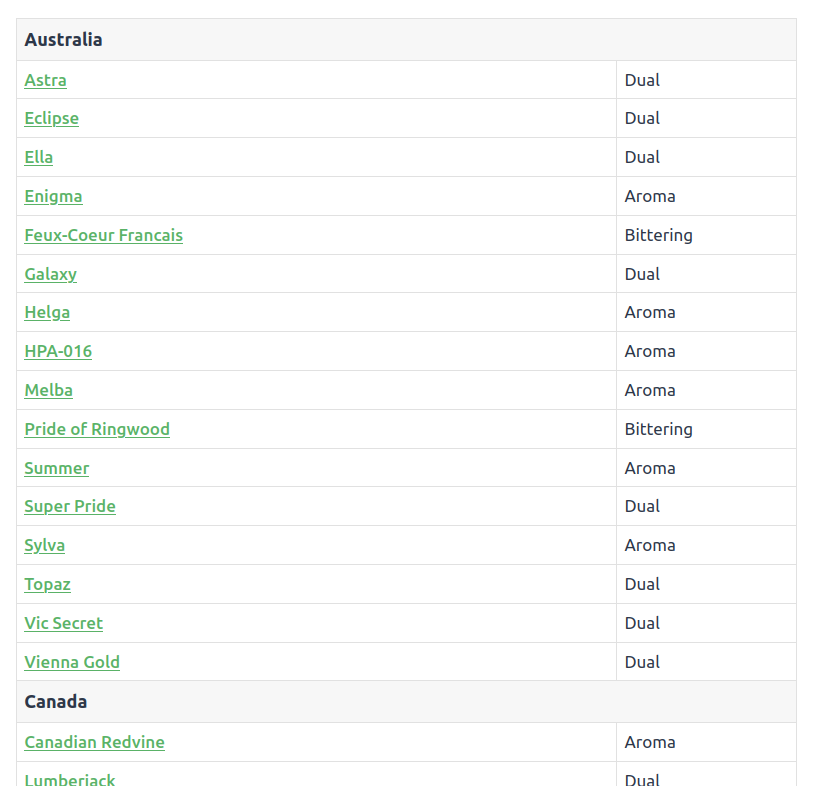 Australia
Astra Dual
Eclipse Dual
Ella Dual
Enigma Aroma
Feux-Coeur Francais Bittering
Galaxy Dual
Helga Aroma
HPA-016 Aroma
Melba Aroma
Pride of Ringwood Bittering
Summer Aroma
Super Pride Dual
Sylva Aroma
Topaz Dual
Vic Secret Dual
Vienna Gold Dual
Canada
Canadian Redvine Aroma
Lumberjack Dual